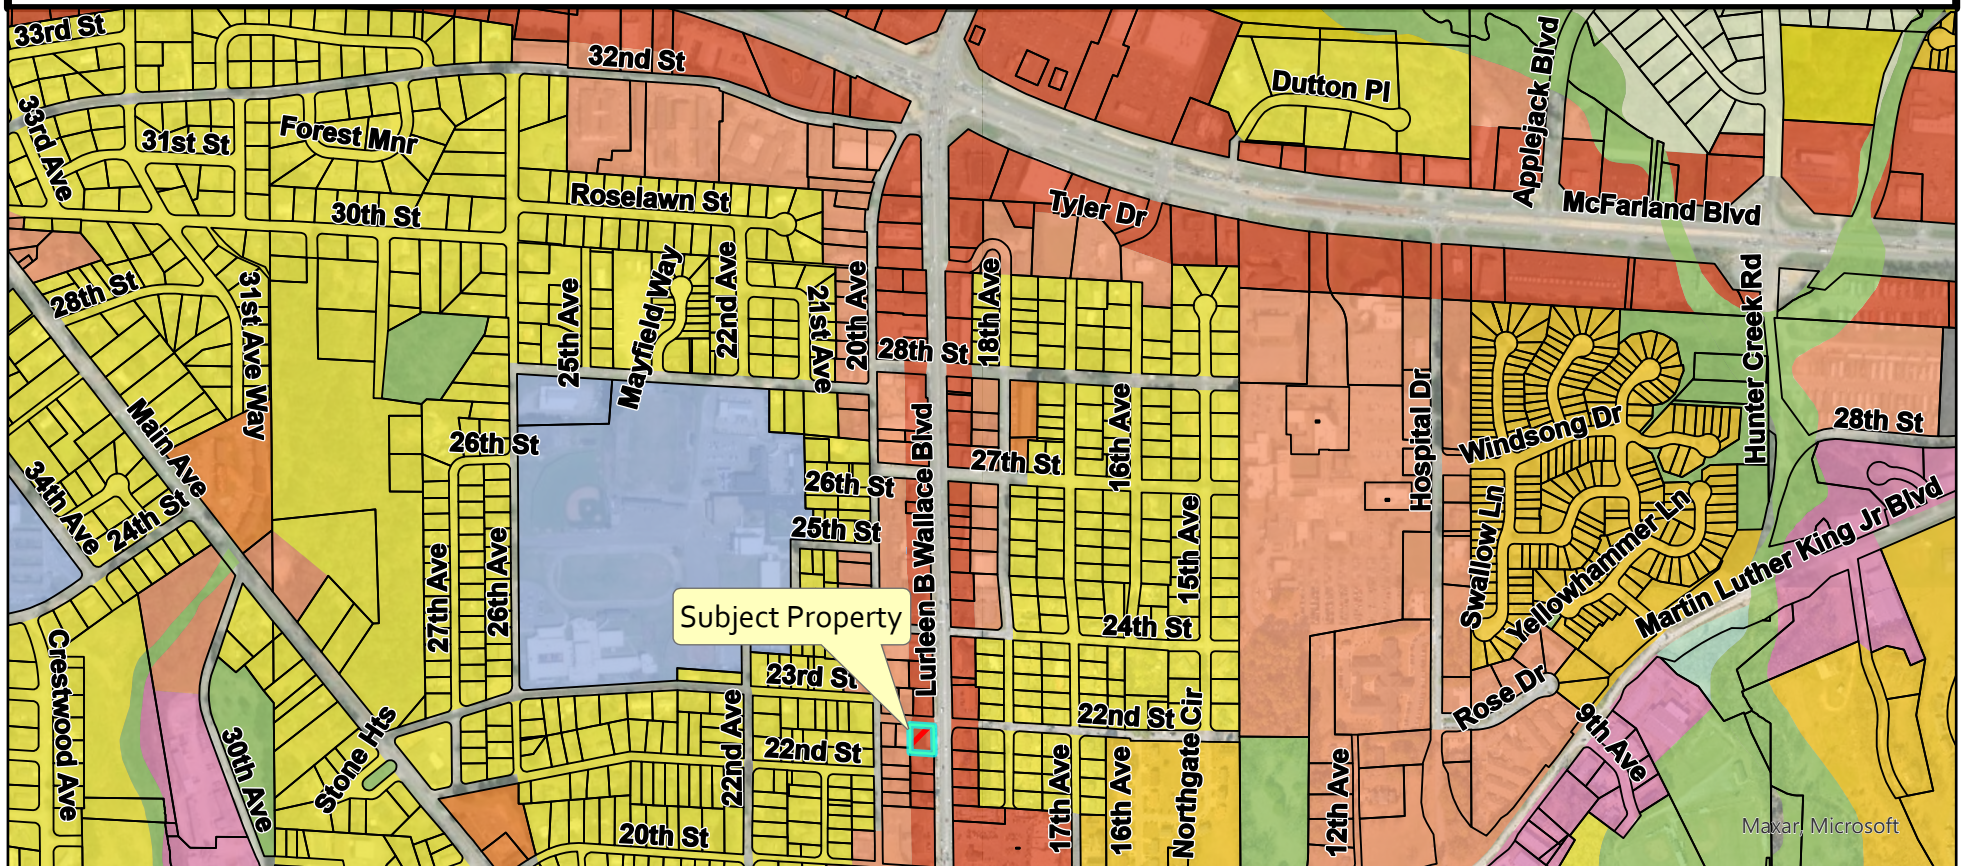 33rd St
32nd St
Dutton Pl
Applejack Blvd
33rd Ave
31st St
Forest Mnr
Roselawn St
30th St
Tyler Dr
McFarland Blvd
28th St
31st Ave Way
25th Ave
Mayfield Way
22nd Ave
21st Ave
20th Ave
28th St
18th Ave
Hunter Creek Rd
Main Ave
26th St
Lurleen B Wallace Blvd
27th St
16th Ave
Hospital Dr
Windsong Dr
28th St
34th Ave
24th St
26th St
25th St
15th Ave
Swallow Ln
Yellowhammer Ln
Martin Luther King Jr Blvd
27th Ave
26th Ave
Subject Property
24th St
Crestwood Ave
23rd St
22nd St
Rose Dr
9th Ave
30th Ave
Stone Hts
22nd Ave
22nd St
20th St
17th Ave
16th Ave
Northgate Cir
12th Ave
Maxar, Microsoft